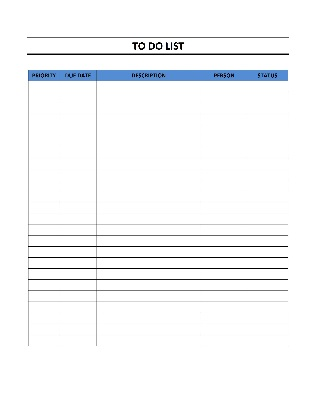 TO DO LIST
PRIORITY DUE DATE DESCRIPTION PERSON STATUS